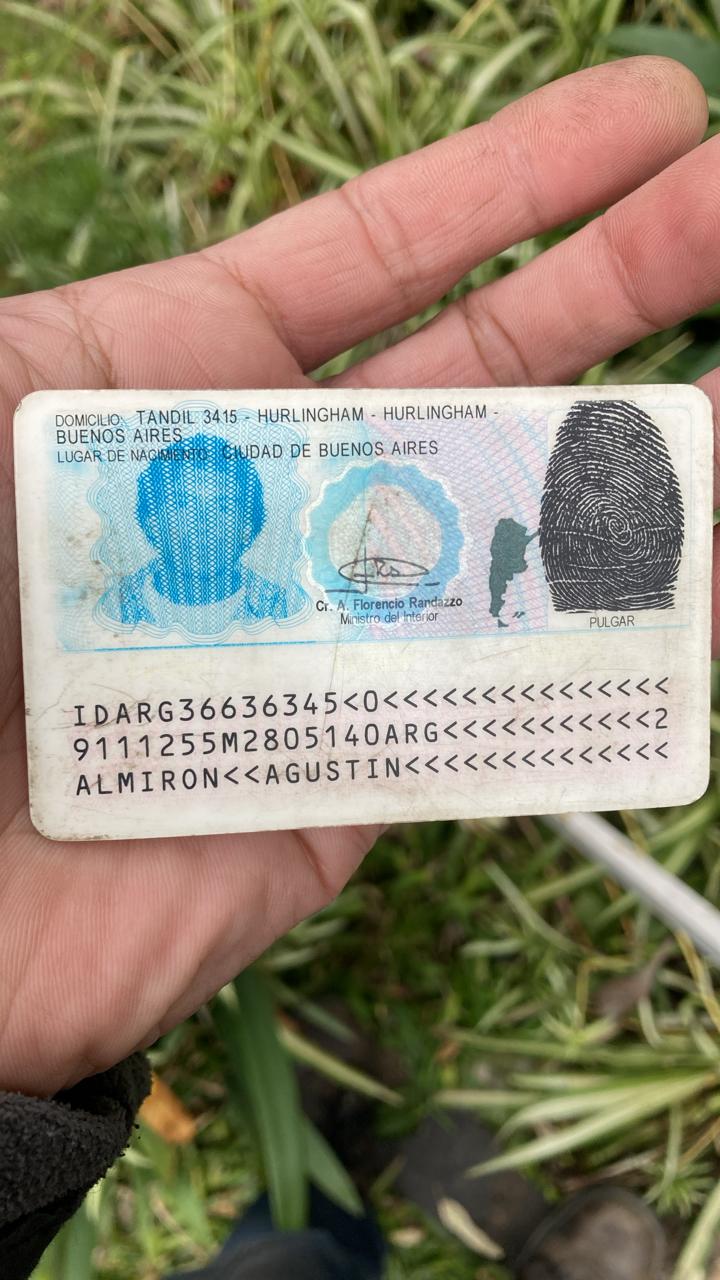 DOMICILIO: TANDIL 3415 - HURLINGHAM - HURLINGHAM -
BUENOS AIRES
LUGAR DE NACIMIENTO CIUDAD DE BUENOS AIRES
Cr. A. Florencio Randazzo
Ministro del Interior
PULGAR
IDARG36636345<0<<<<<<<<<<<<<<<
9111255M2805140ARG<<<<<<<<<<<2
ALMIRON<<AGUSTIN<<<<<<<<<<<<<<